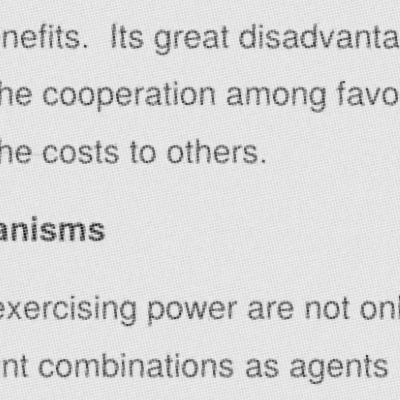 nefits. Its great disadvanta
he cooperation among favo
he costs to others.
anisms
exercising power are not onl
nt combinations as agents